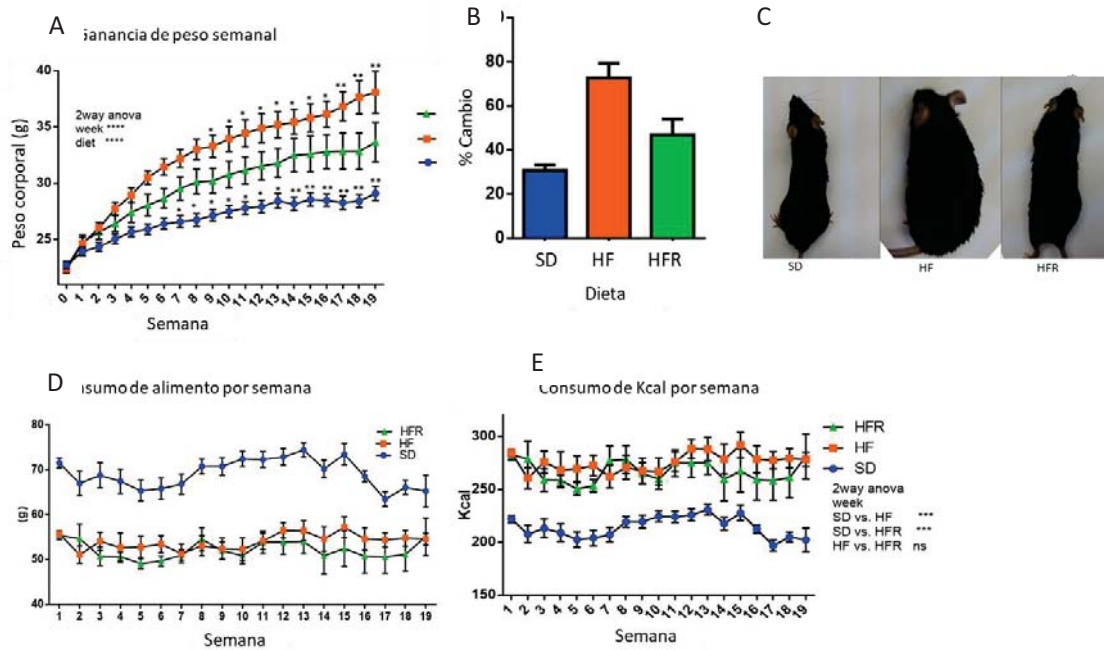 A
Ganancia de peso semanal
Peso corporal (g)
40
35
30
25
2way anova
week ****
diet ****
* * * * * * * * ** ** **
* * * * * * * ** ** ** ** ** **
0 1 2 3 4 5 6 7 8 9 10 11 12 13 14 15 16 17 18 19
Semana
B
% Cambio
80
60
40
20
0
SD HF HFR
Dieta
C
SD HF HFR
D
nsumo de alimento por semana
(g)
80
70
60
50
40
HFR
HF
SD
1 2 3 4 5 6 7 8 9 10 11 12 13 14 15 16 17 18 19
E
Consumo de Kcal por semana
Kcal
300
250
200
HFR
HF
SD
2way anova
week
SD vs. HF ***
SD vs. HFR ***
HF vs. HFR ns
1 2 3 4 5 6 7 8 9 10 11 12 13 14 15 16 17 18 19
Semana